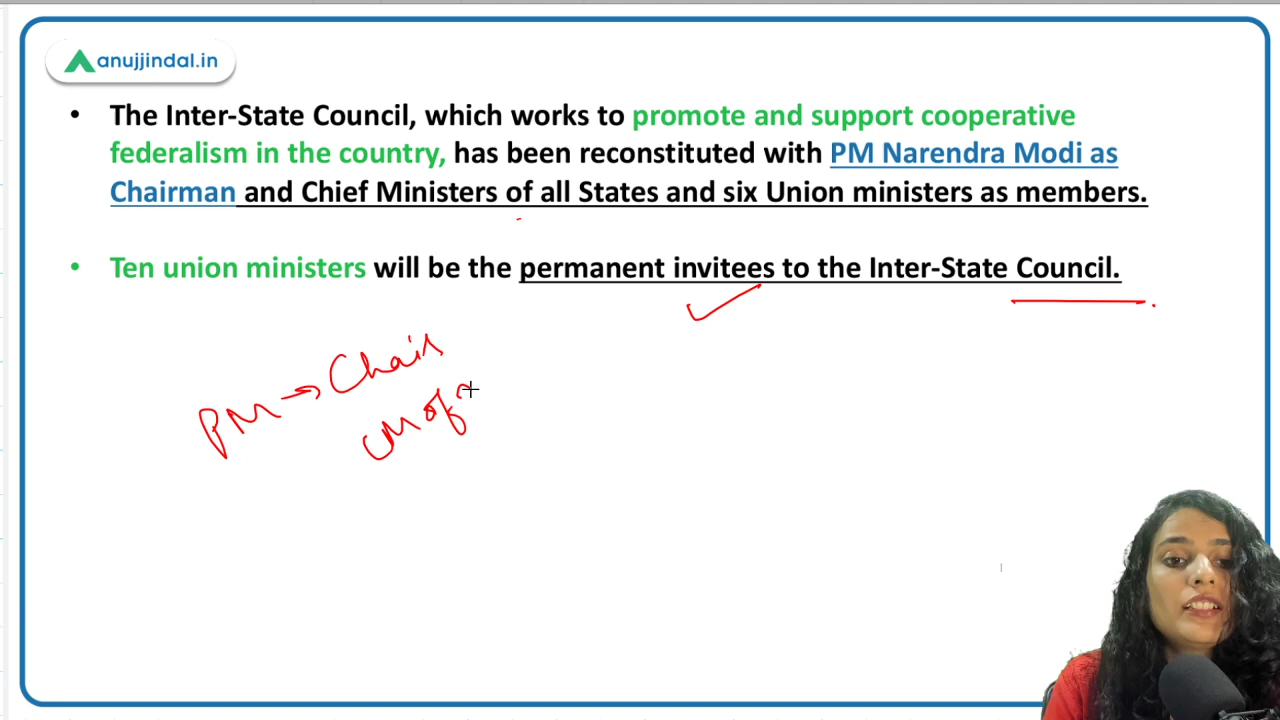 anujjindal.in
• The Inter-State Council, which works to promote and support cooperative
federalism in the country, has been reconstituted with PM Narendra Modi as
Chairman and Chief Ministers of all States and six Union ministers as members.
• Ten union ministers will be the permanent invitees to the Inter-State Council.
PM → Chair
CM of